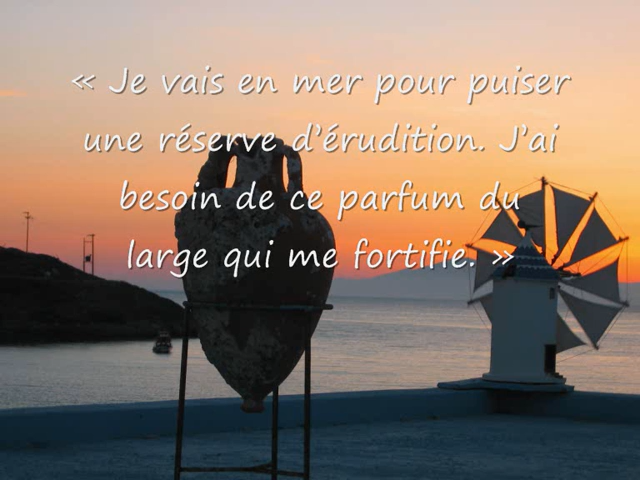 « Je vais en mer pour puiser
une réserve d’érudition. J’ai
besoin de ce parfum du
large qui me fortifie. »